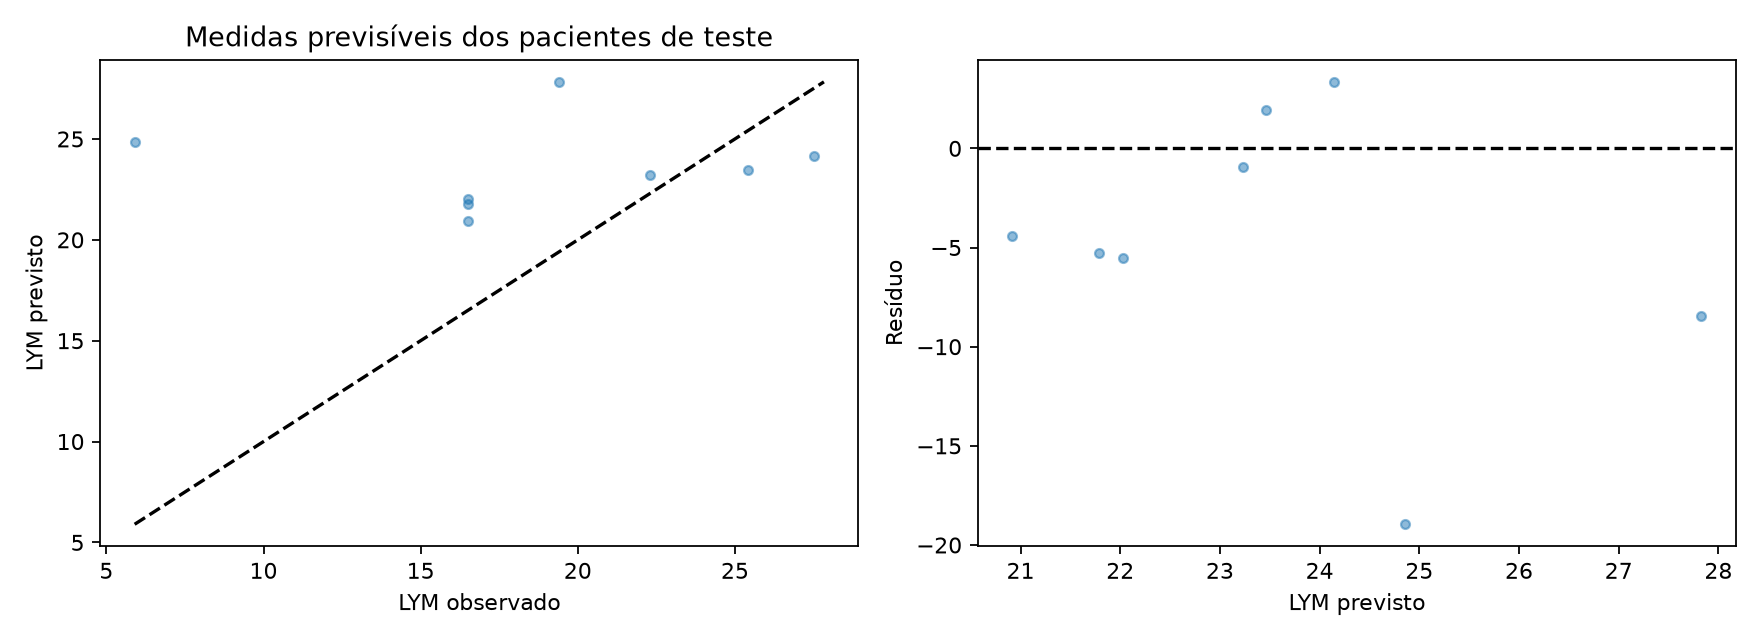 Medidas previsíveis dos pacientes de teste
LYM previsto
25
20
15
10
5
5 10 15 20 25
LYM observado
Resíduo
0
−5
−10
−15
−20
21 22 23 24 25 26 27 28
LYM previsto